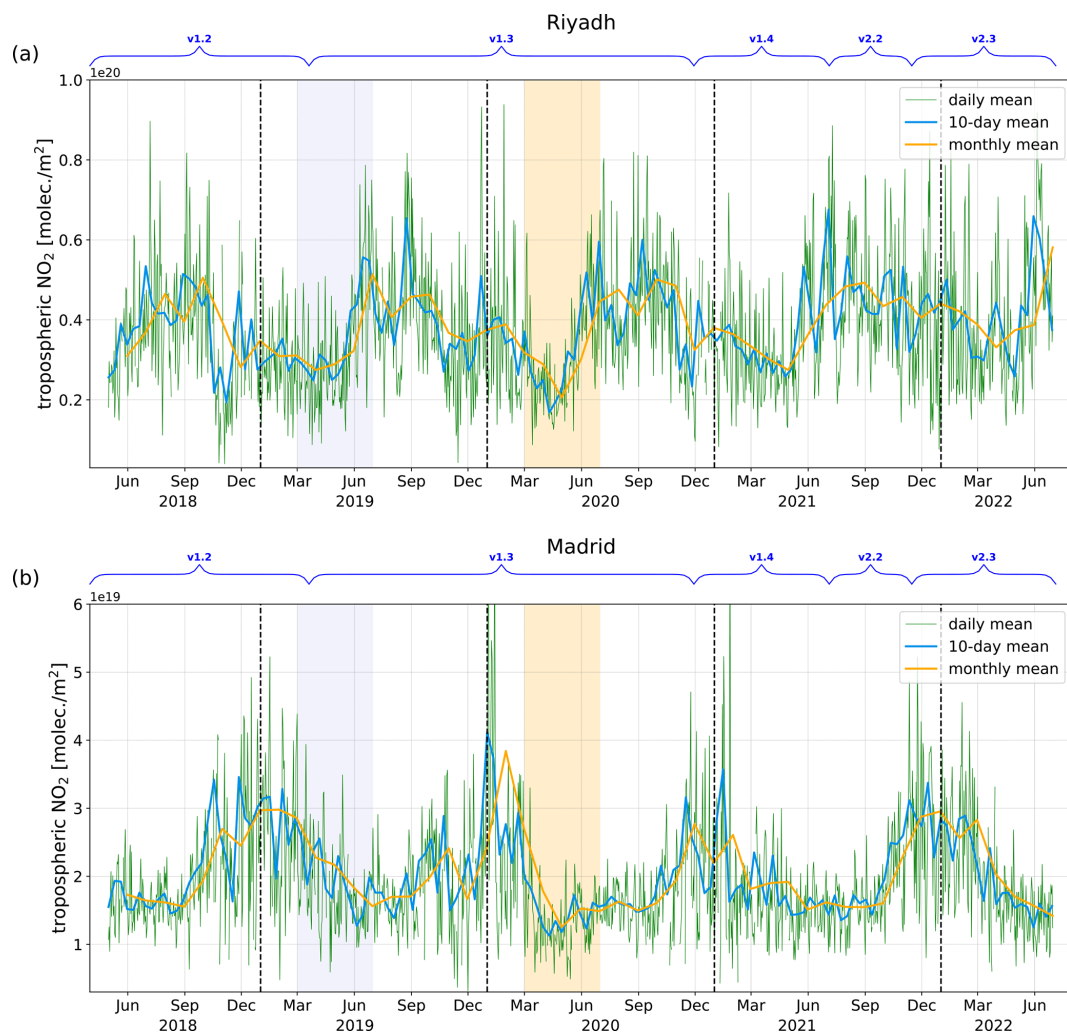 Riyadh
(a)
v1.2 v1.3 v1.4 v2.2 v2.3
1e20
1.0
0.8
0.6
0.4
0.2
tropospheric NO₂ [molec./m²]
daily mean
10-day mean
monthly mean
Jun Sep Dec Mar Jun Sep Dec Mar Jun Sep Dec Mar Jun Sep Dec Mar Jun
2018 2019 2020 2021 2022
Madrid
(b)
v1.2 v1.3 v1.4 v2.2 v2.3
1e19
6
5
4
3
2
1
tropospheric NO₂ [molec./m²]
daily mean
10-day mean
monthly mean
Jun Sep Dec Mar Jun Sep Dec Mar Jun Sep Dec Mar Jun Sep Dec Mar Jun
2018 2019 2020 2021 2022